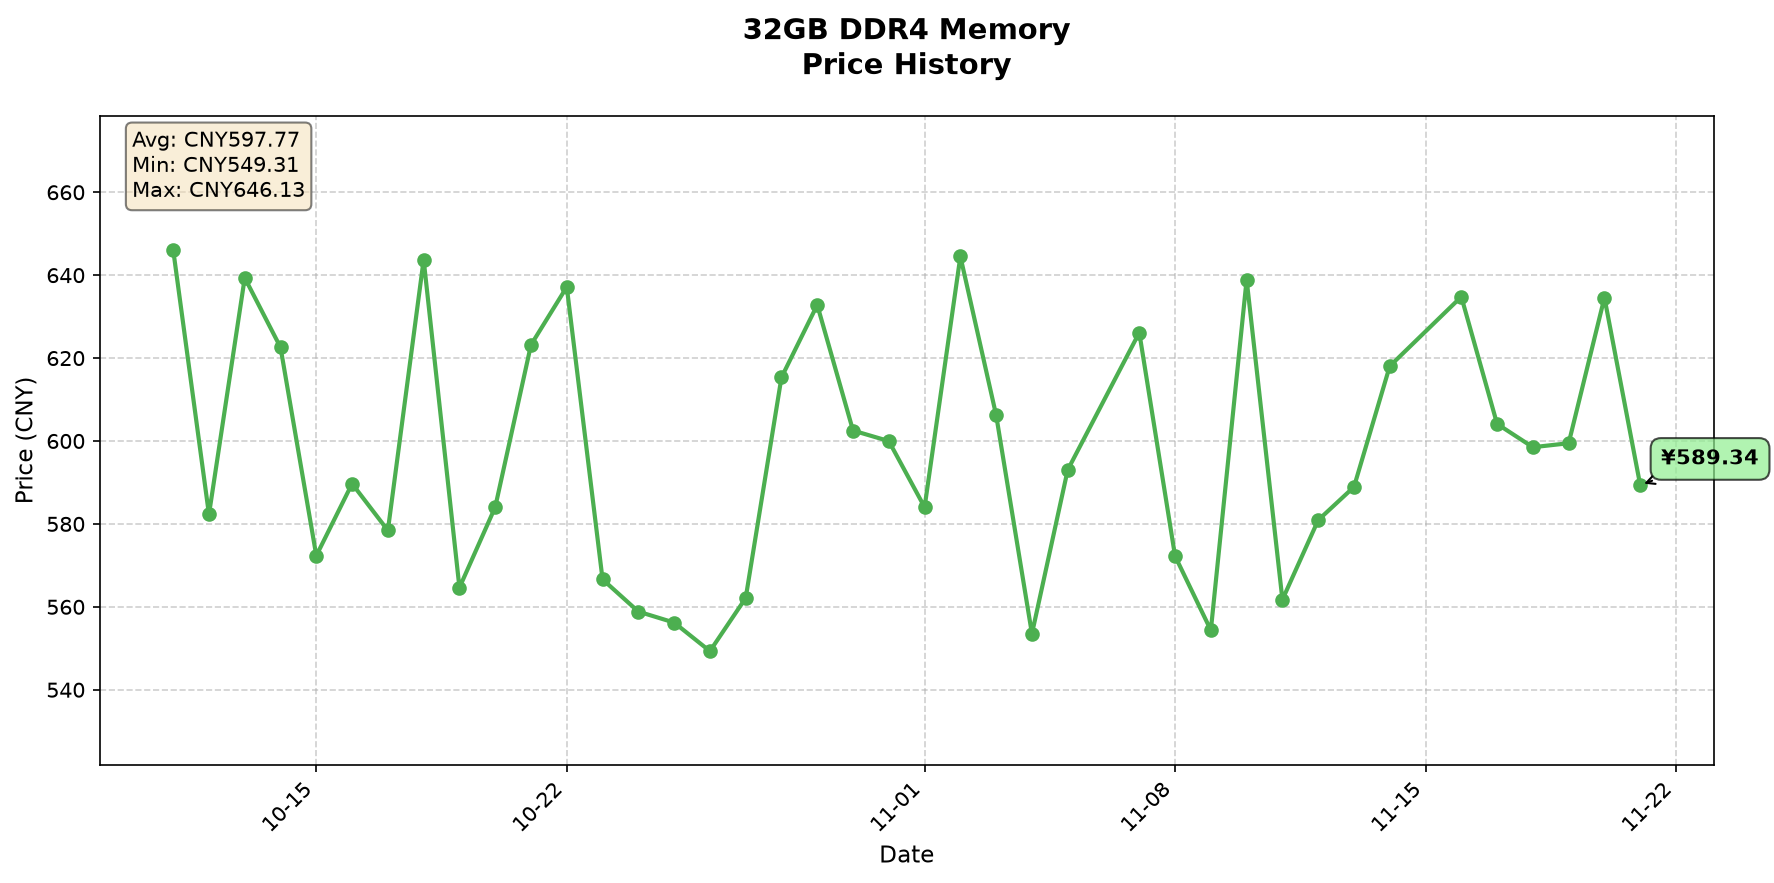 32GB DDR4 Memory
Price History
Avg: CNY597.77
Min: CNY549.31
Max: CNY646.13
660
640
620
600
580
560
540
Price (CNY)
¥589.34
10-15
10-22
11-01
11-08
11-15
11-22
Date